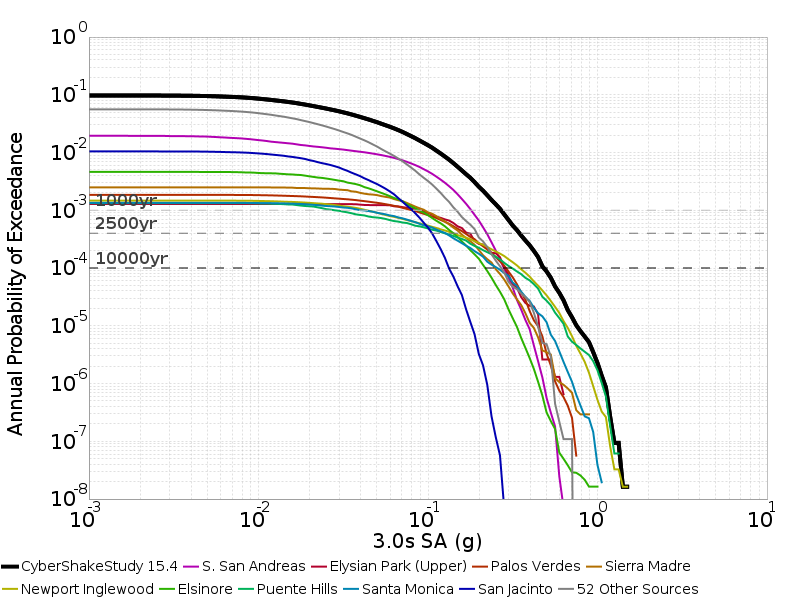 10^0
10^-1
10^-2
10^-3
10^-4
10^-5
10^-6
10^-7
10^-8
Annual Probability of Exceedance
1000yr
2500yr
10000yr
10^-3 10^-2 10^-1 10^0 10^1
3.0s SA (g)
CyberShakeStudy 15.4 S. San Andreas Elysian Park (Upper) Palos Verdes Sierra Madre
Newport Inglewood Elsinore Puente Hills Santa Monica San Jacinto 52 Other Sources